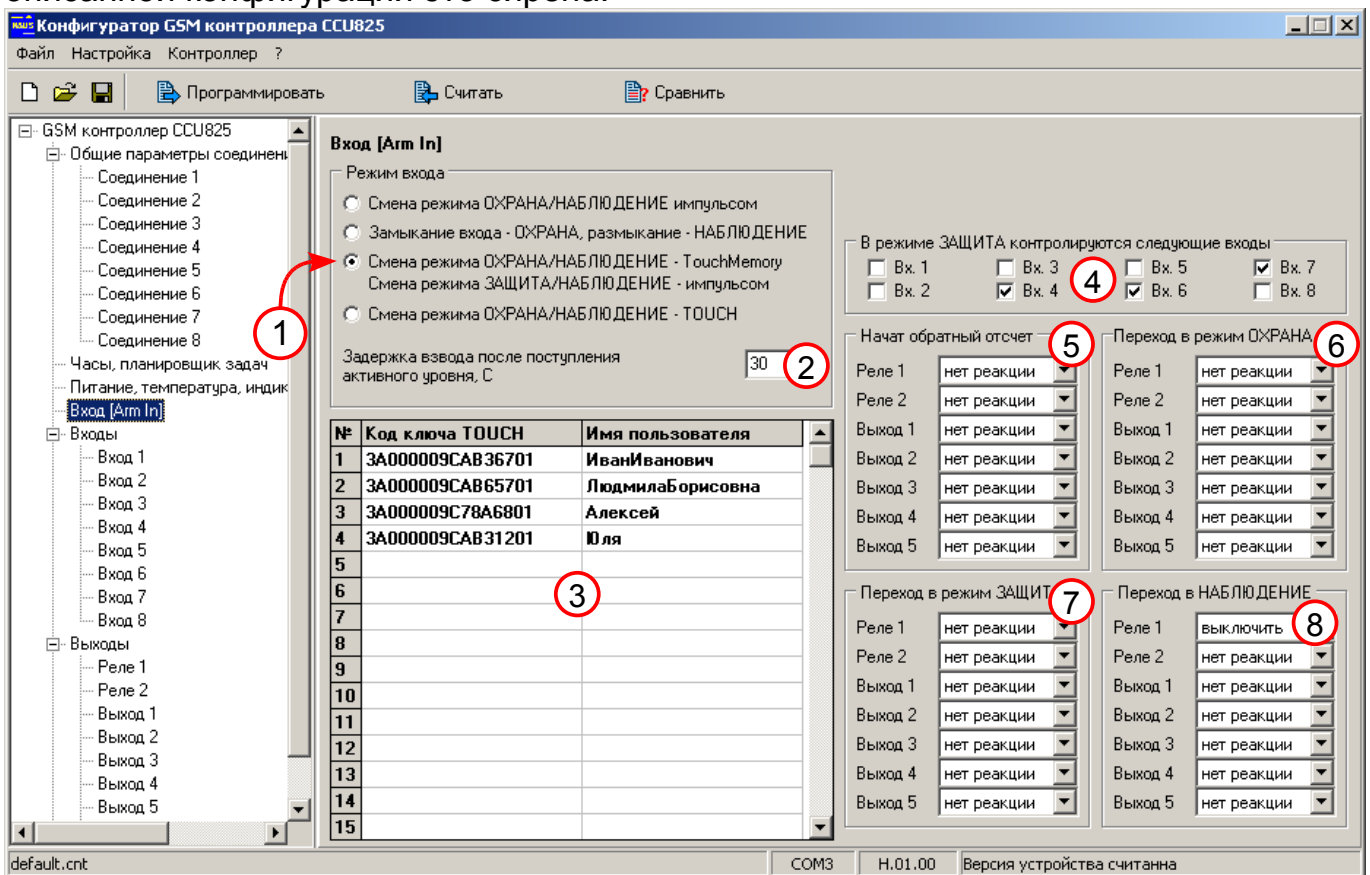 описанной конфигурации это сирена.
Конфигуратор GSM контроллера CCU825
Файл Настройка Контроллер ?
Программировать Считать Сравнить
GSM контроллер CCU825
Общие параметры соединени
Соединение 1
Соединение 2
Соединение 3
Соединение 4
Соединение 5
Соединение 6
Соединение 7
Соединение 8
Часы, планировщик задач
Питание, температура, индик
Вход [Arm In]
Входы
Вход 1
Вход 2
Вход 3
Вход 4
Вход 5
Вход 6
Вход 7
Вход 8
Выходы
Реле 1
Реле 2
Выход 1
Выход 2
Выход 3
Выход 4
Выход 5
1
Вход [Arm In]
Режим входа
Смена режима ОХРАНА/НАБЛЮДЕНИЕ импульсом
Замыкание входа - ОХРАНА, размыкание - НАБЛЮДЕНИЕ
Смена режима ОХРАНА/НАБЛЮДЕНИЕ - TouchMemory
Смена режима ЗАЩИТА/НАБЛЮДЕНИЕ - импульсом
Смена режима ОХРАНА/НАБЛЮДЕНИЕ - TOUCH
Задержка взвода после поступления
активного уровня, С
30
2
№ Код ключа TOUCH Имя пользователя
1 3A000009CAB36701 ИванИванович
2 3A000009CAB65701 ЛюдмилаБорисовна
3 3A000009C78A6801 Алексей
4 3A000009CAB31201 Юля
5
6
7
8
9
10
11
12
13
14
15
3
В режиме ЗАЩИТА контролируются следующие входы
Вх. 1 Вх. 3 Вх. 5 Вх. 7
Вх. 2 Вх. 4 Вх. 6 Вх. 8
4
Начат обратный отсчет
5
Реле 1 нет реакции
Реле 2 нет реакции
Выход 1 нет реакции
Выход 2 нет реакции
Выход 3 нет реакции
Выход 4 нет реакции
Выход 5 нет реакции
Переход в режим ОХРАНА
6
Реле 1 нет реакции
Реле 2 нет реакции
Выход 1 нет реакции
Выход 2 нет реакции
Выход 3 нет реакции
Выход 4 нет реакции
Выход 5 нет реакции
Переход в режим ЗАЩИТ
7
Реле 1 нет реакции
Реле 2 нет реакции
Выход 1 нет реакции
Выход 2 нет реакции
Выход 3 нет реакции
Выход 4 нет реакции
Выход 5 нет реакции
Переход в НАБЛЮДЕНИЕ
8
Реле 1 выключить
Реле 2 нет реакции
Выход 1 нет реакции
Выход 2 нет реакции
Выход 3 нет реакции
Выход 4 нет реакции
Выход 5 нет реакции
default.cnt COM3 H.01.00 Версия устройства считанна